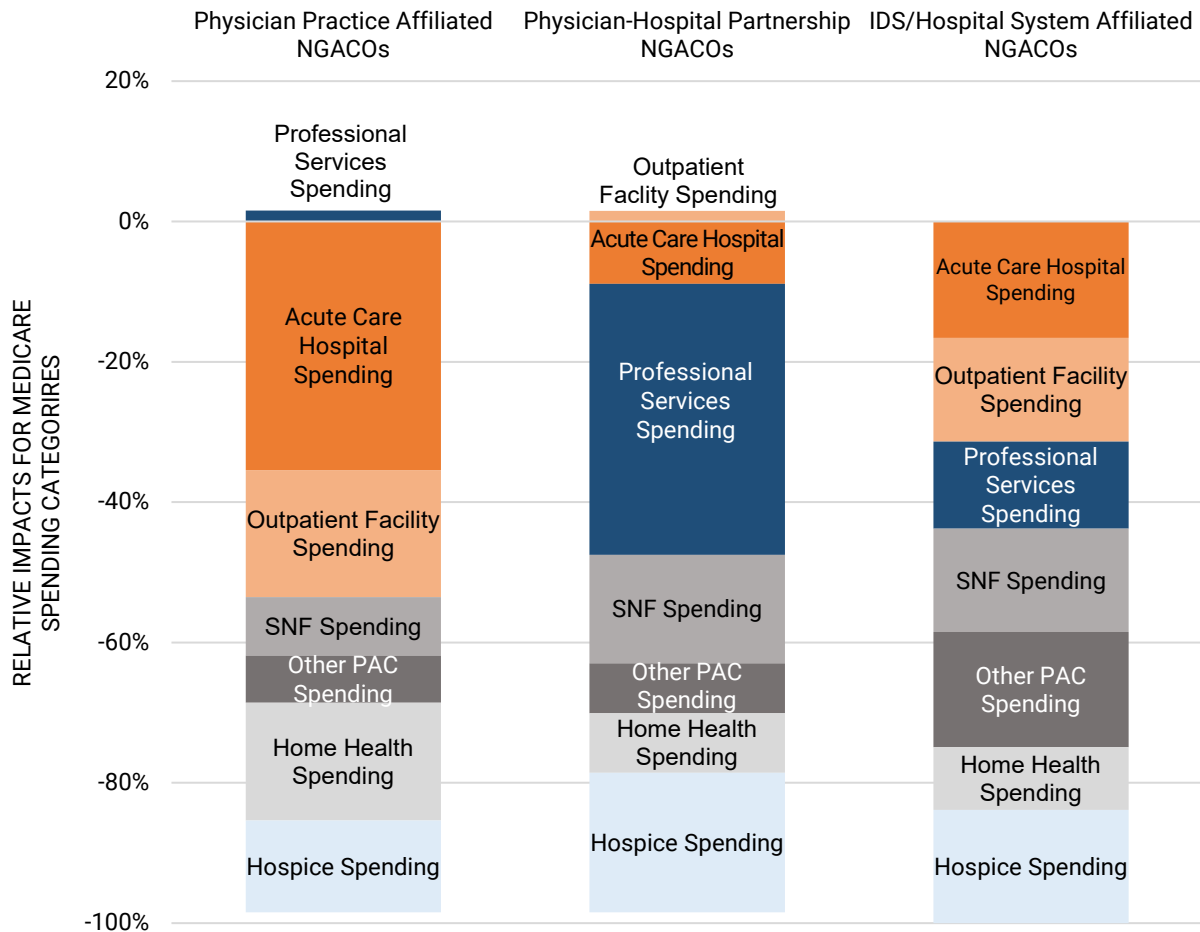 Physician Practice Affiliated
NGACOs
Physician-Hospital Partnership
NGACOs
IDS/Hospital System Affiliated
NGACOs
RELATIVE IMPACTS FOR MEDICARE
SPENDING CATEGORIRES
20%
0%
-20%
-40%
-60%
-80%
-100%
Professional
Services
Spending
Acute Care
Hospital
Spending
Outpatient Facility
Spending
SNF Spending
Other PAC
Spending
Home Health
Spending
Hospice Spending
Outpatient
Faclity Spending
Acute Care Hospital
Spending
Professional
Services
Spending
SNF Spending
Other PAC
Spending
Home Health
Spending
Hospice Spending
Acute Care Hospital
Spending
Outpatient Facility
Spending
Professional
Services
Spending
SNF Spending
Other PAC
Spending
Home Health
Spending
Hospice Spending